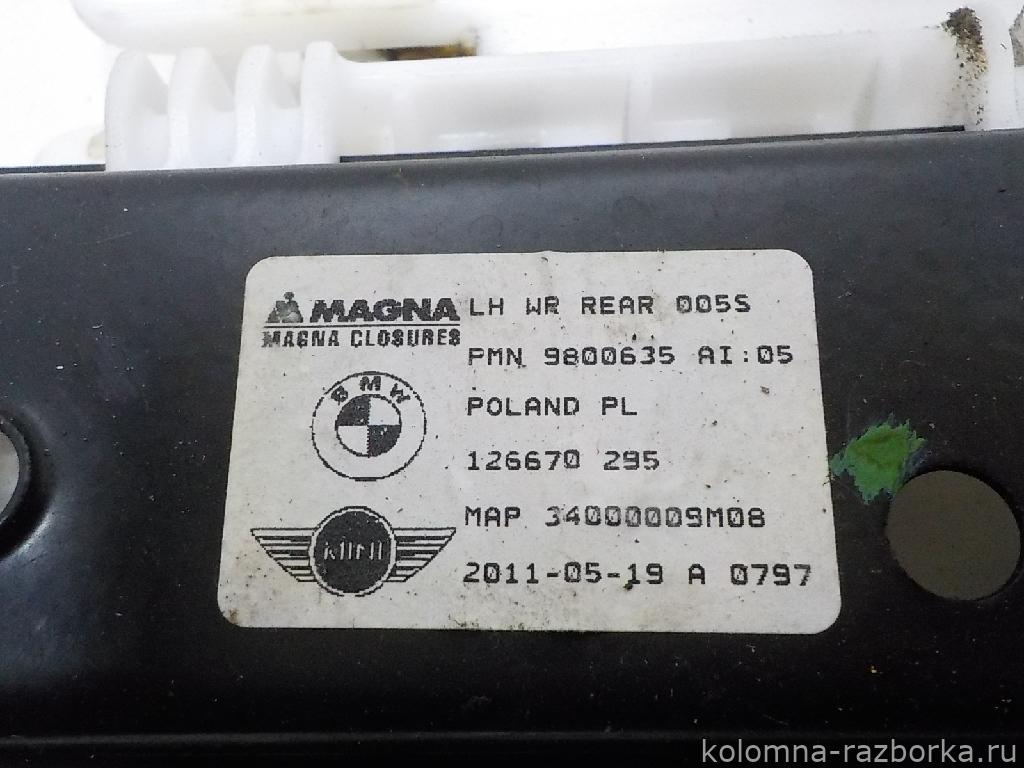 MAGNA
MAGNA CLOSURES
BMW
MINI
LH WR REAR 005S
PMN 9800635 AI:05
POLAND PL
126670 295
MAP 34000009M08
2011-05-19 A 0797
kolomna-razborka.ru